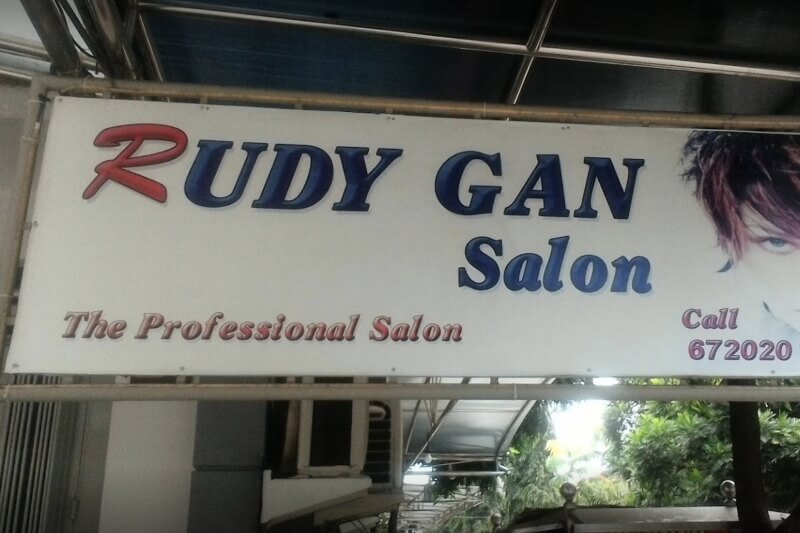 RUDY GAN
Salon
The Professional Salon
Call
672020